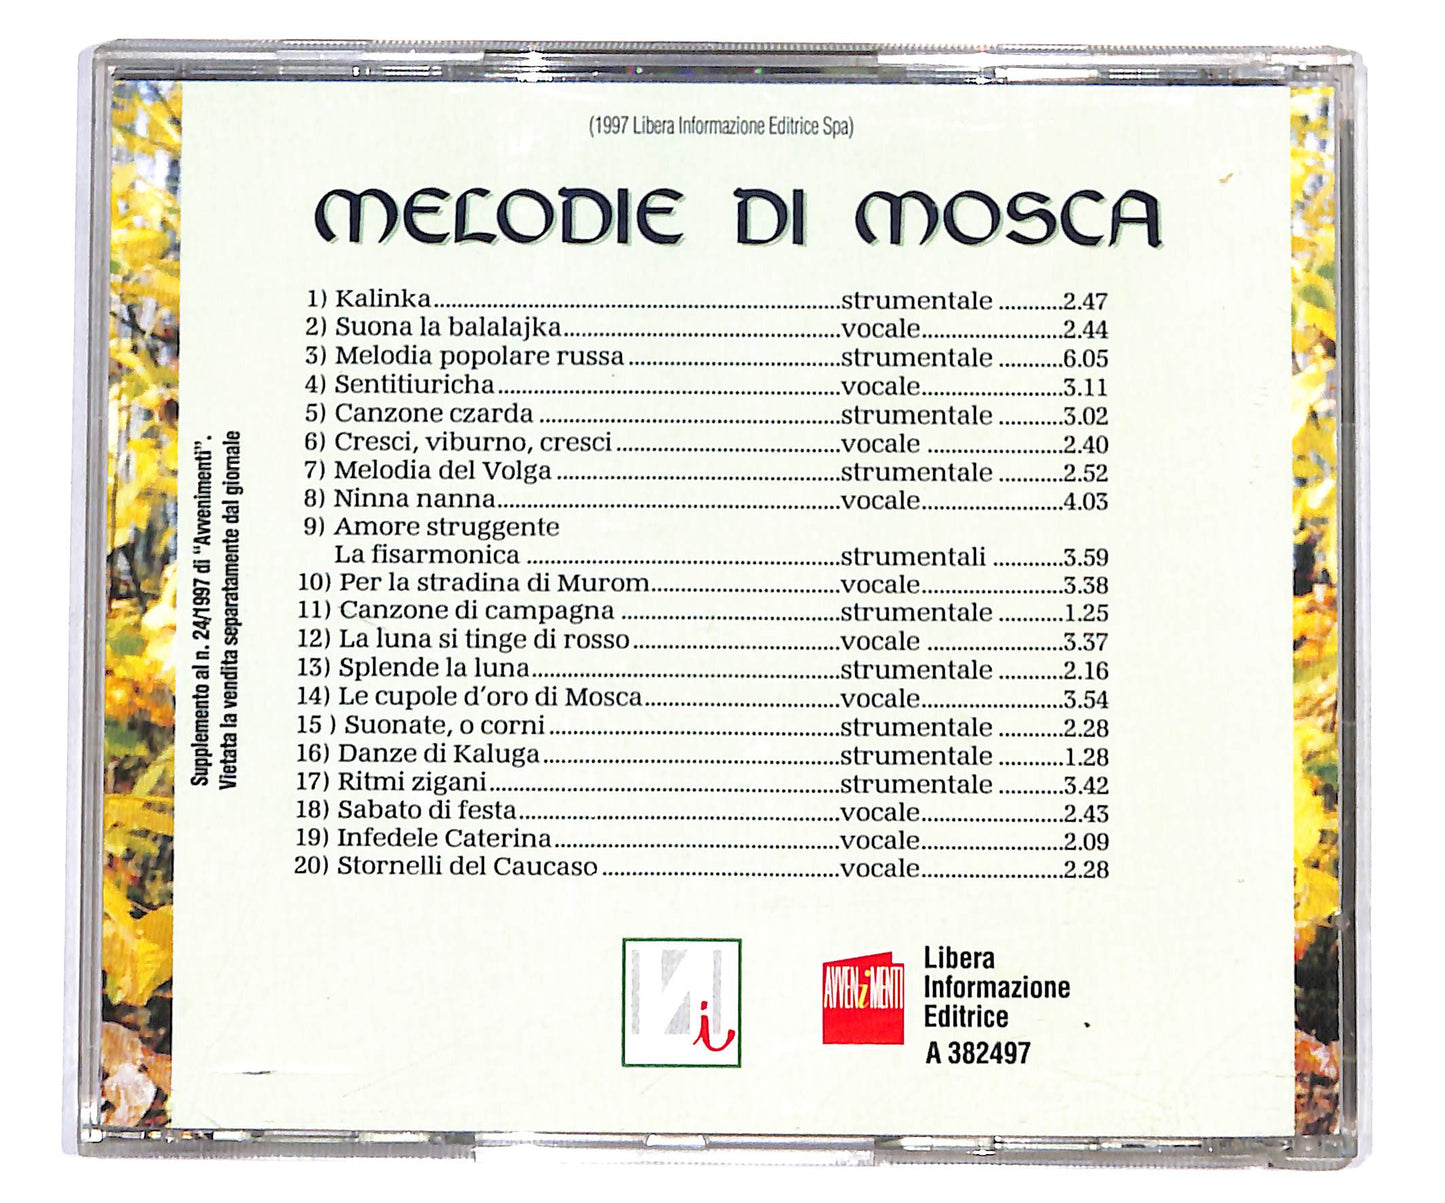 (1997 Libera Informazione Editrice Spa)
MELODIE DI MOSCA
1) Kalinka......................................................strumentale ...........2.47
2) Suona la balalajka.....................................vocale...................2.44
3) Melodia popolare russa ............................strumentale ...........6.05
4) Sentitiuricha..............................................vocale...................3.11
5) Canzone czarda ........................................strumentale ...........3.02
6) Cresci, viburno, cresci ..............................vocale ..................2.40
7) Melodia del Volga ......................................strumentale ...........2.52
8) Ninna nanna..............................................vocale...................4.03
9) Amore struggente
La fisarmonica ..........................................strumentali ............3.59
10) Per la stradina di Murom.........................vocale...................3.38
11) Canzone di campagna .............................strumentale ...........1.25
12) La luna si tinge di rosso...........................vocale ..................3.37
13) Splende la luna.........................................strumentale ...........2.16
14) Le cupole d'oro di Mosca..........................vocale...................3.54
15 ) Suonate, o corni .......................................strumentale ...........2.28
16) Danze di Kaluga........................................strumentale ...........1.28
17) Ritmi zigani...............................................strumentale ...........3.42
18) Sabato di festa...........................................vocale...................2.43
19) Infedele Caterina......................................vocale...................2.09
20) Stornelli del Caucaso ................................vocale...................2.28
Supplemento al n. 24/1997 di "Avvenimenti".
Vietata la vendita separatamente dal giornale
AVVENiMENTI
Libera
Informazione
Editrice
A 382497